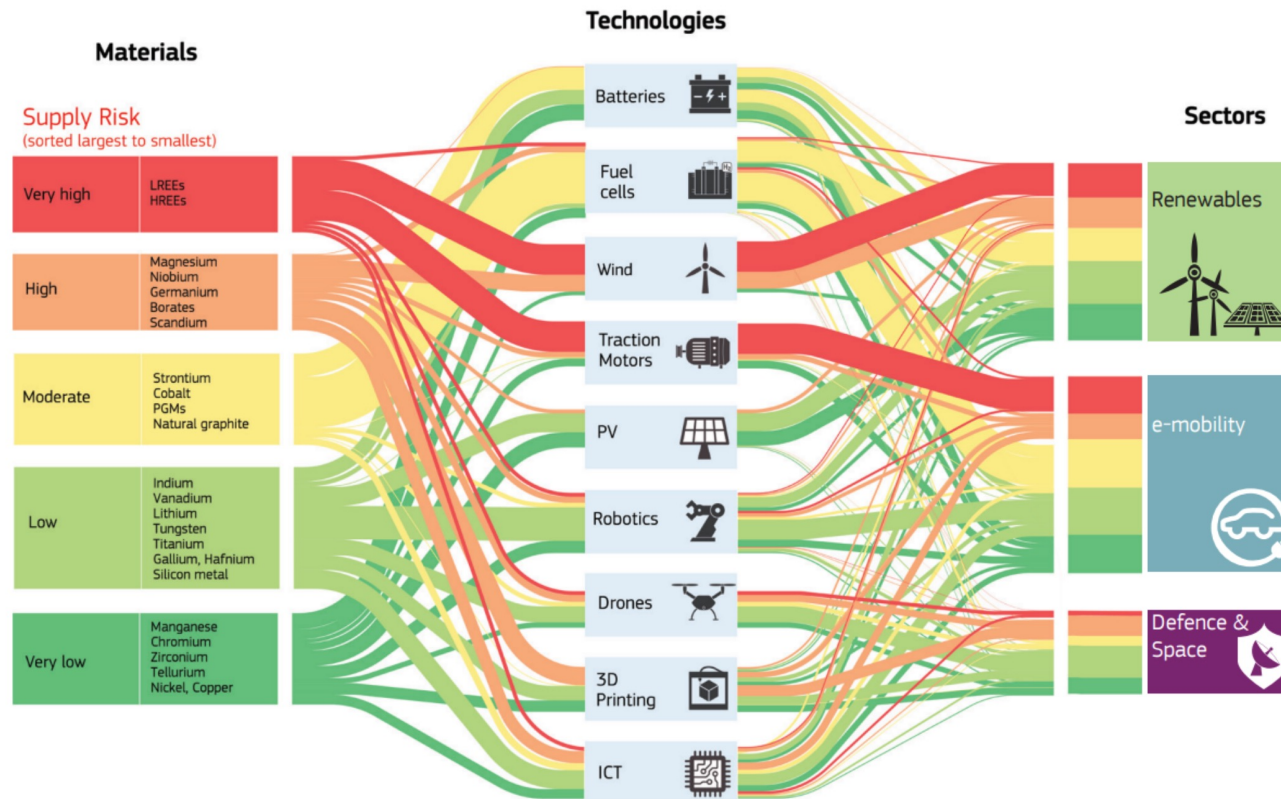 Technologies
Materials
Supply Risk
(sorted largest to smallest)
Very high
LREEs
HREEs
High
Magnesium
Niobium
Germanium
Borates
Scandium
Moderate
Strontium
Cobalt
PGMs
Natural graphite
Low
Indium
Vanadium
Lithium
Tungsten
Titanium
Gallium, Hafnium
Silicon metal
Very low
Manganese
Chromium
Zirconium
Tellurium
Nickel, Copper
Batteries
Fuel
cells
H₂
Wind
Traction
Motors
PV
Robotics
Drones
3D
Printing
ICT
Sectors
Renewables
e-mobility
Defence &
Space